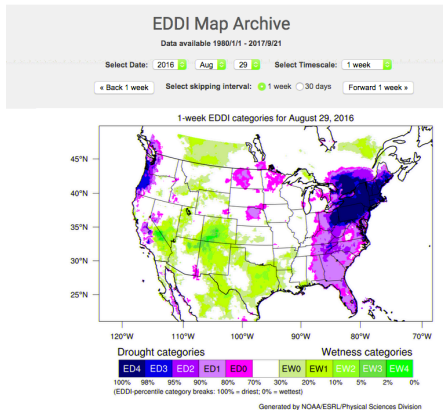 EDDI Map Archive
Data available 1980/1/1 - 2017/9/21
Select Date: 2016 Aug 29 Select Timescale: 1 week
« Back 1 week Select skipping interval: 1 week 30 days Forward 1 week »
1-week EDDI categories for August 29, 2016
45°N
40°N
35°N
30°N
25°N
120°W 110°W 100°W 90°W 80°W 70°W
Drought categories Wetness categories
ED4 ED3 ED2 ED1 ED0 EW0 EW1 EW2 EW3 EW4
100% 98% 95% 90% 80% 70% 30% 20% 10% 5% 2% 0%
(EDDI-percentile category breaks: 100% = driest; 0% = wettest)
Generated by NOAA/ESRL/Physical Sciences Division